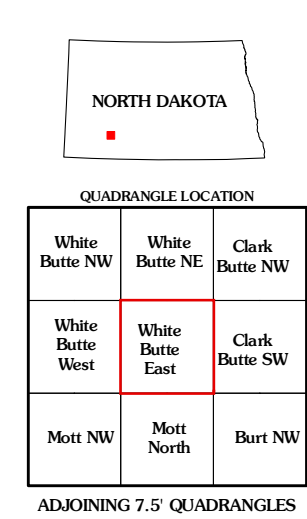 NORTH DAKOTA
QUADRANGLE LOCATION
White
Butte NW
White
Butte NE
Clark
Butte NW
White
Butte
West
White
Butte
East
Clark
Butte SW
Mott NW
Mott
North
Burt NW
ADJOINING 7.5' QUADRANGLES